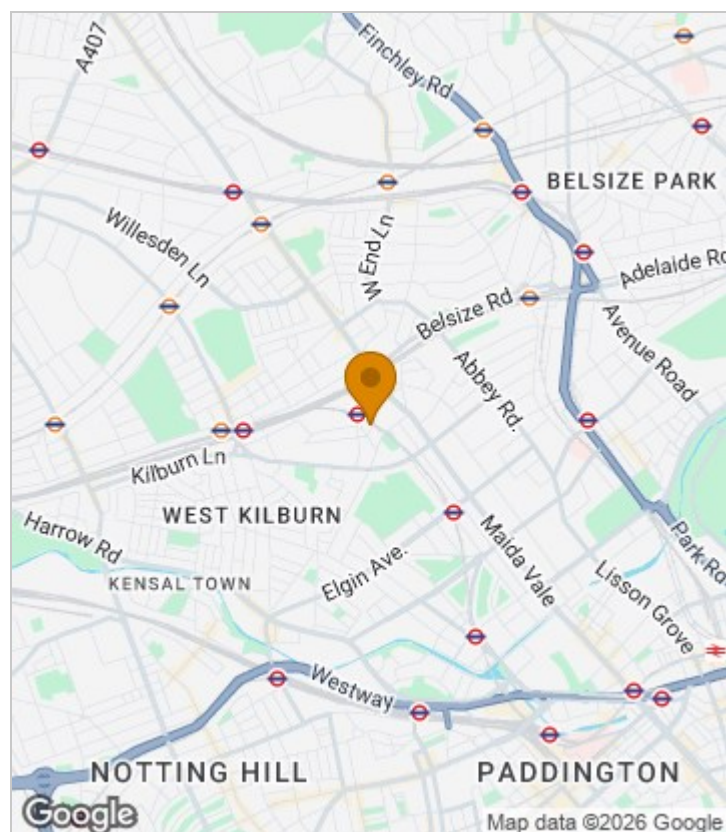 A407
Finchley Rd
BELSIZE PARK
Willesden Ln
W End Ln
Adelaide Ro
Belsize Rd
Avenue Road
Abbey Rd.
Kilburn Ln
WEST KILBURN
Harrow Rd
Maida Vale
Park Ro
KENSAL TOWN
Elgin Ave.
Lisson Grove
Westway
NOTTING HILL
PADDINGTON
Google
Map data ©2026 Google